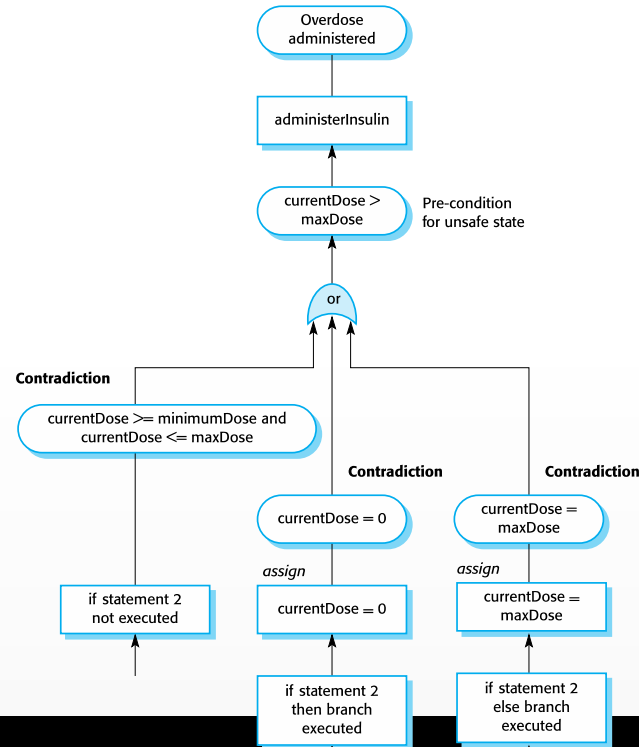 Overdose
administered
administerInsulin
currentDose >
maxDose
Pre-condition
for unsafe state
or
Contradiction
currentDose >= minimumDose and
currentDose <= maxDose
Contradiction
Contradiction
currentDose = 0
currentDose =
maxDose
assign
assign
if statement 2
not executed
currentDose = 0
currentDose =
maxDose
if statement 2
then branch
executed
if statement 2
else branch
executed